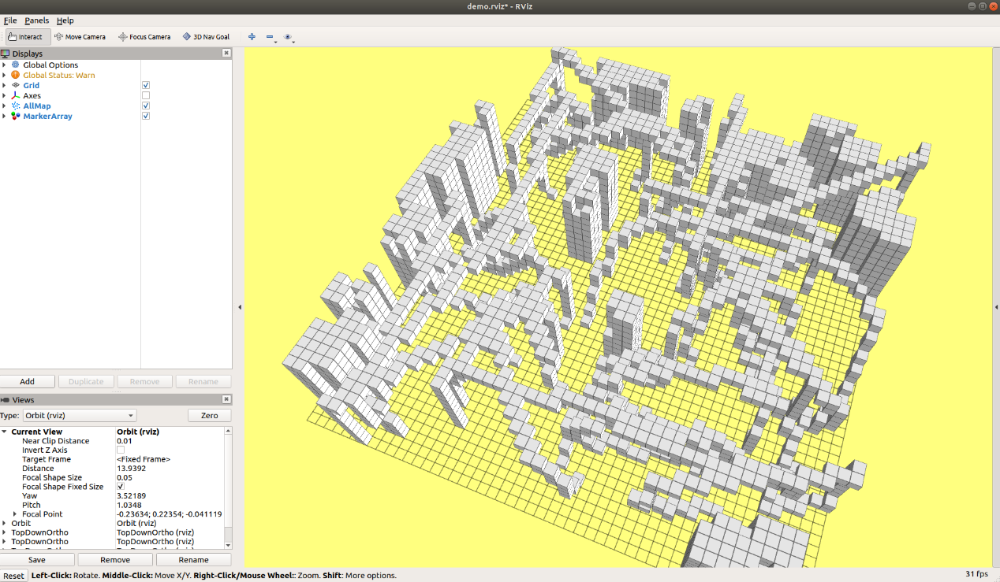 demo.rviz* - RViz
File Panels Help
Interact Move Camera Focus Camera 3D Nav Goal
Displays
Global Options
Global Status: Warn
Grid
Axes
AllMap
MarkerArray
Add Duplicate Remove Rename
Views
Type: Orbit (rviz) Zero
Current View Orbit (rviz)
Near Clip Distance 0.01
Invert Z Axis
Target Frame <Fixed Frame>
Distance 13.9392
Focal Shape Size 0.05
Focal Shape Fixed Size
Yaw 3.52189
Pitch 1.0348
Focal Point -0.23634; 0.22354; -0.041119
Orbit Orbit (rviz)
TopDownOrtho TopDownOrtho (rviz)
TopDownOrtho TopDownOrtho (rviz)
TopDownOrtho TopDownOrtho (rviz)
Save Remove Rename
Reset Left-Click: Rotate. Middle-Click: Move X/Y. Right-Click/Mouse Wheel:: Zoom. Shift: More options. 31 fps